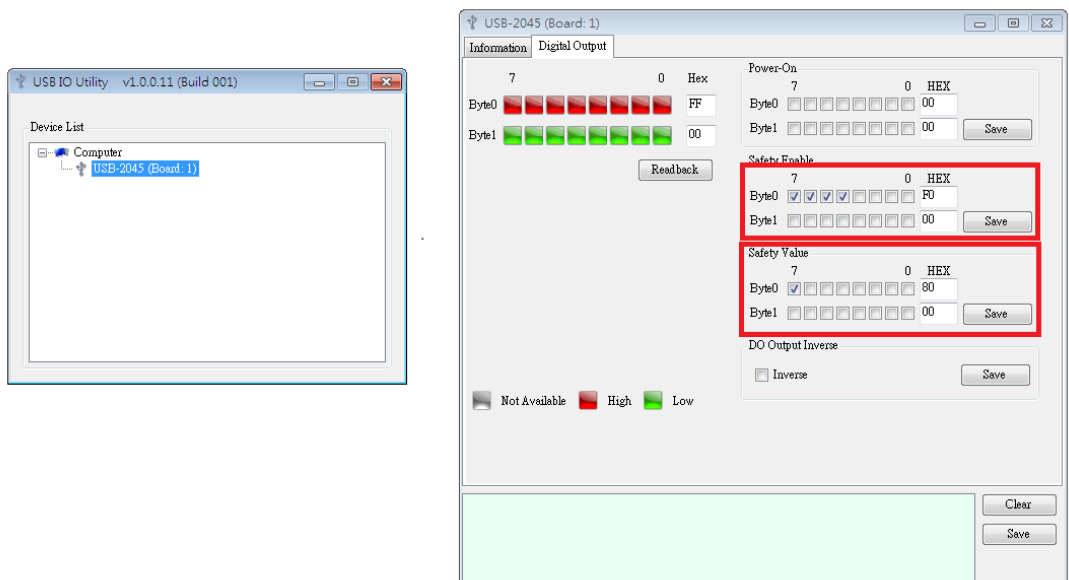 USB IO Utility v1.0.0.11 (Build 001)
Device List
Computer
USB-2045 (Board: 1)
.
USB-2045 (Board: 1)
Information Digital Output
7 0 Hex
Byte0 FF
Byte1 00
Readback
Not Available High Low
Power-On
7 0 HEX
Byte0 00
Byte1 00 Save
Safety Enable
7 0 HEX
Byte0 F0
Byte1 00 Save
Safety Value
7 0 HEX
Byte0 80
Byte1 00 Save
DO Output Inverse
Inverse Save
Clear
Save